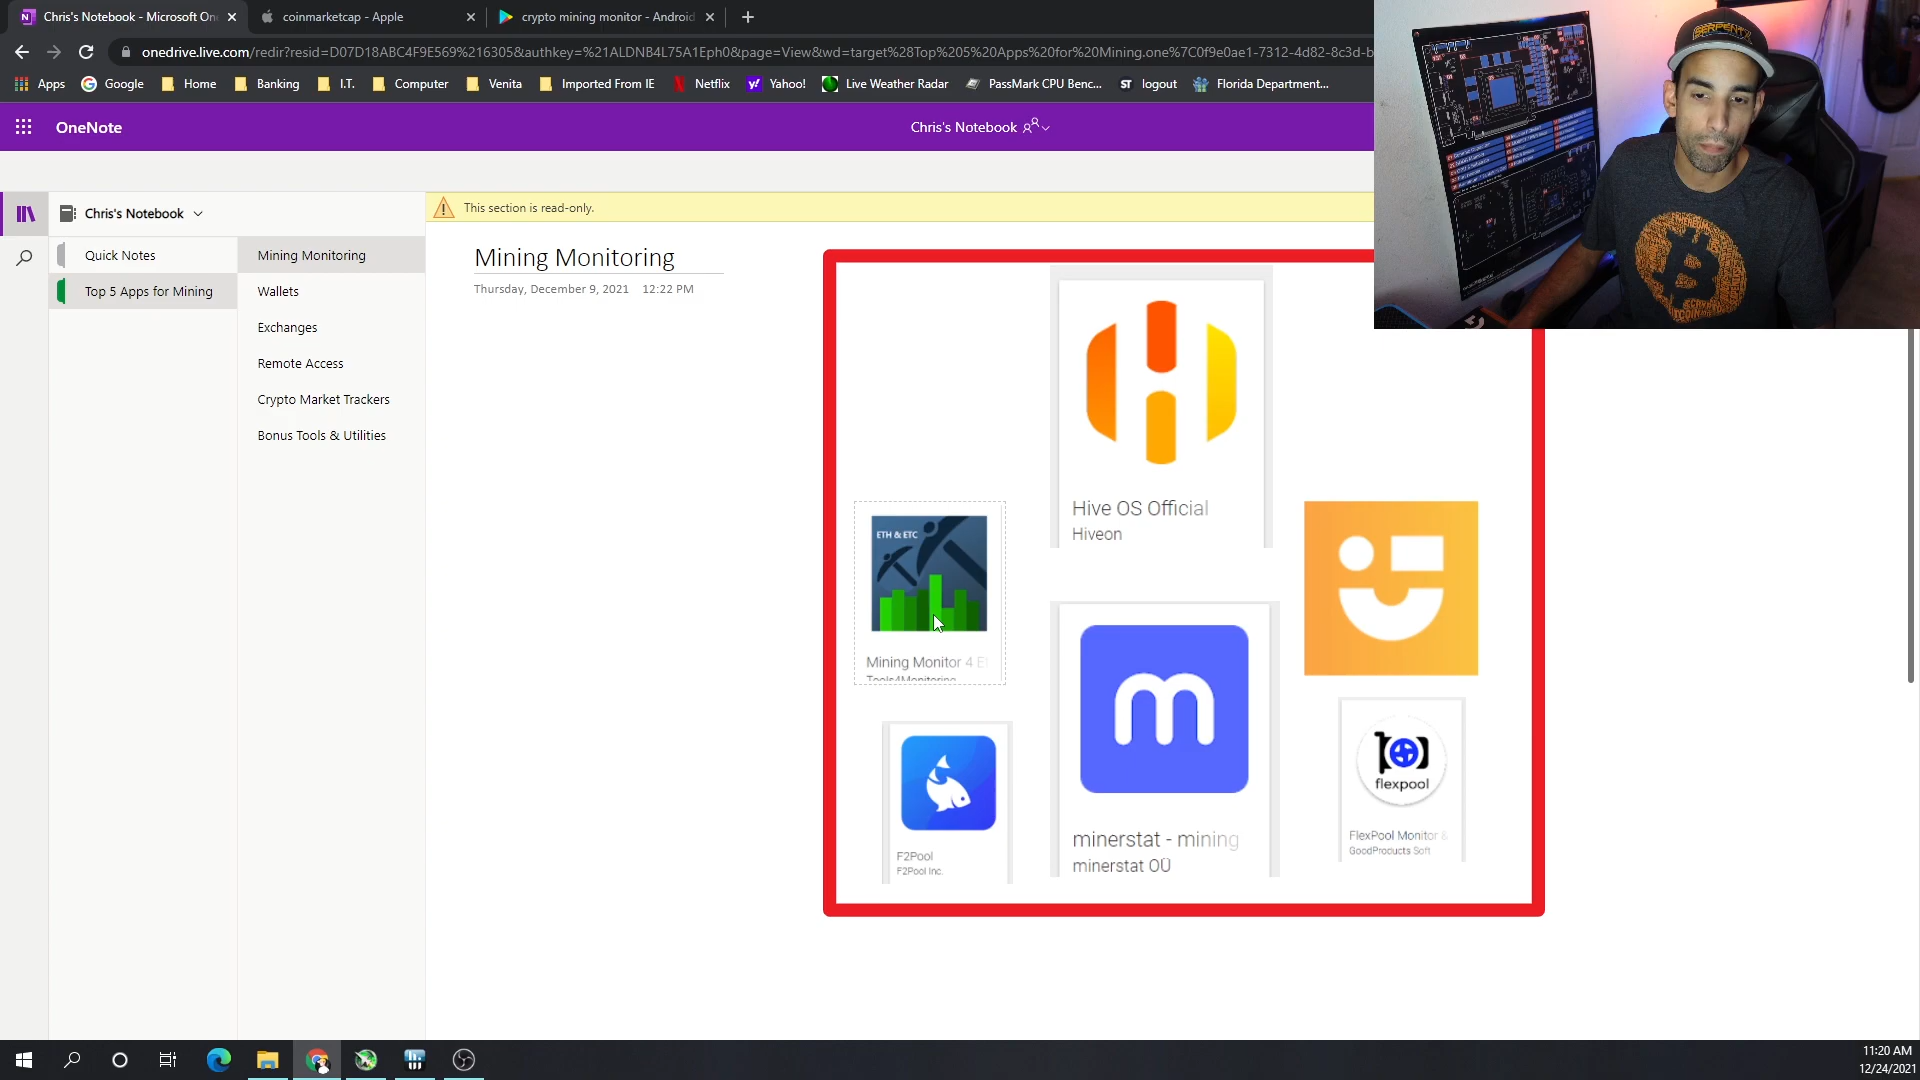 Chris's Notebook - Microsoft On
coinmarketcap - Apple
crypto mining monitor - Android
onedrive.live.com/redir?resid=D07D18ABC4F9E569%216305&authkey=%21ALDNB4L75A1Eph0&page=View&wd=target%28Top%205%20Apps%20for%20Mining.one%7C0f9e0ae1-7312-4d82-8c3d-b
Apps
Google
Home
Banking
I.T.
Computer
Venita
Imported From IE
Netflix
Yahoo!
Live Weather Radar
PassMark CPU Benc...
ST logout
Florida Department...
OneNote
Chris's Notebook
Chris's Notebook
This section is read-only.
Quick Notes
Top 5 Apps for Mining
Mining Monitoring
Wallets
Exchanges
Remote Access
Crypto Market Trackers
Bonus Tools & Utilities
Mining Monitoring
Thursday, December 9, 2021 12:22 PM
Hive OS Official
Hiveon
ETH & ETC
Mining Monitor 4 Et
Tools4Monitoring
F2Pool
F2Pool Inc.
m
minerstat - mining
minerstat OÜ
flexpool
FlexPool Monitor &
GoodProducts Soft
SERPENTX
11:20 AM
12/24/2021